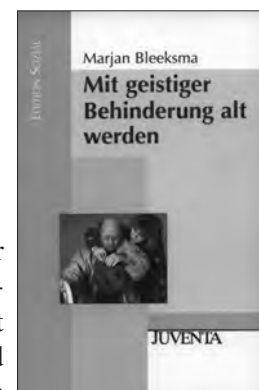 EDITION SOZIAL
Marjan Bleeksma
Mit geistiger
Behinderung alt
werden
JUVENTA
r
-
t
d